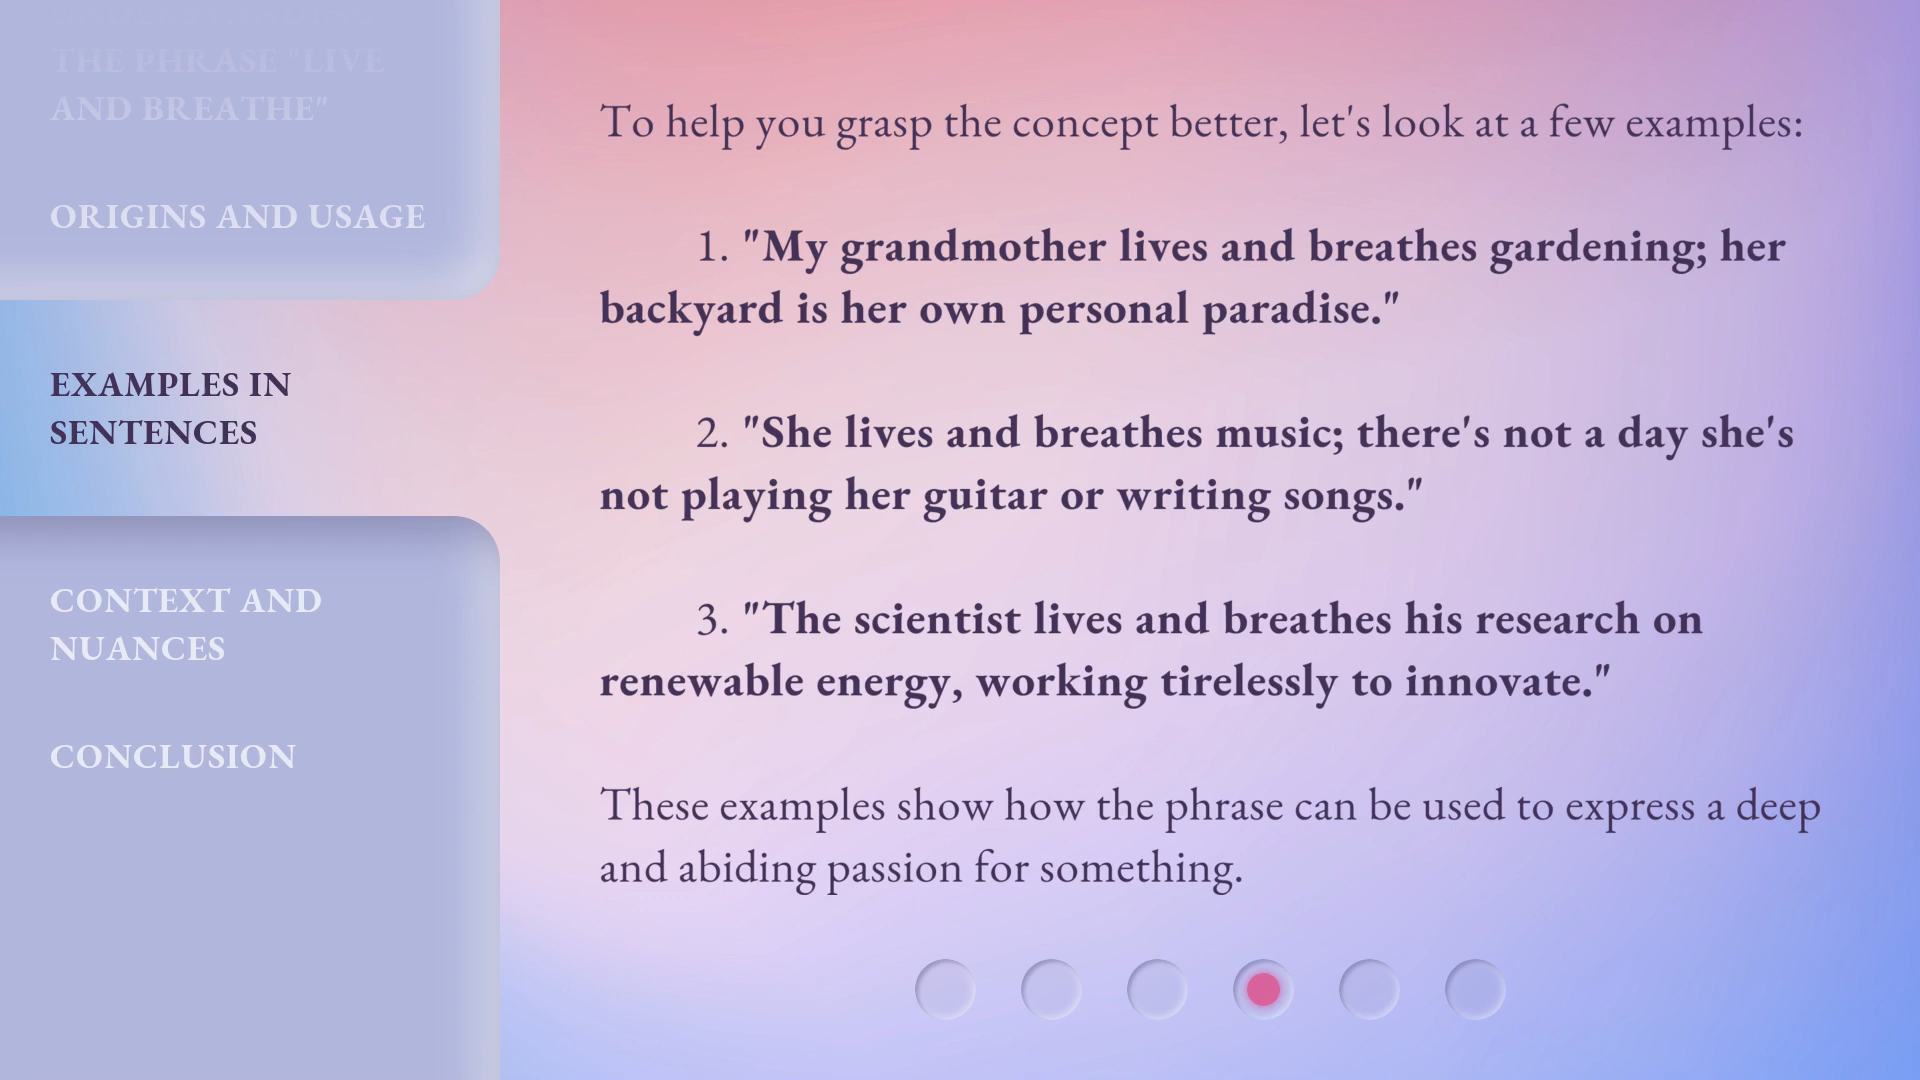 THE PHRASE "LIVE
AND BREATHE"
ORIGINS AND USAGE
EXAMPLES IN
SENTENCES
CONTEXT AND
NUANCES
CONCLUSION
To help you grasp the concept better, let's look at a few examples:
1. "My grandmother lives and breathes gardening; her
backyard is her own personal paradise."
2. "She lives and breathes music; there's not a day she's
not playing her guitar or writing songs."
3. "The scientist lives and breathes his research on
renewable energy, working tirelessly to innovate."
These examples show how the phrase can be used to express a deep
and abiding passion for something.